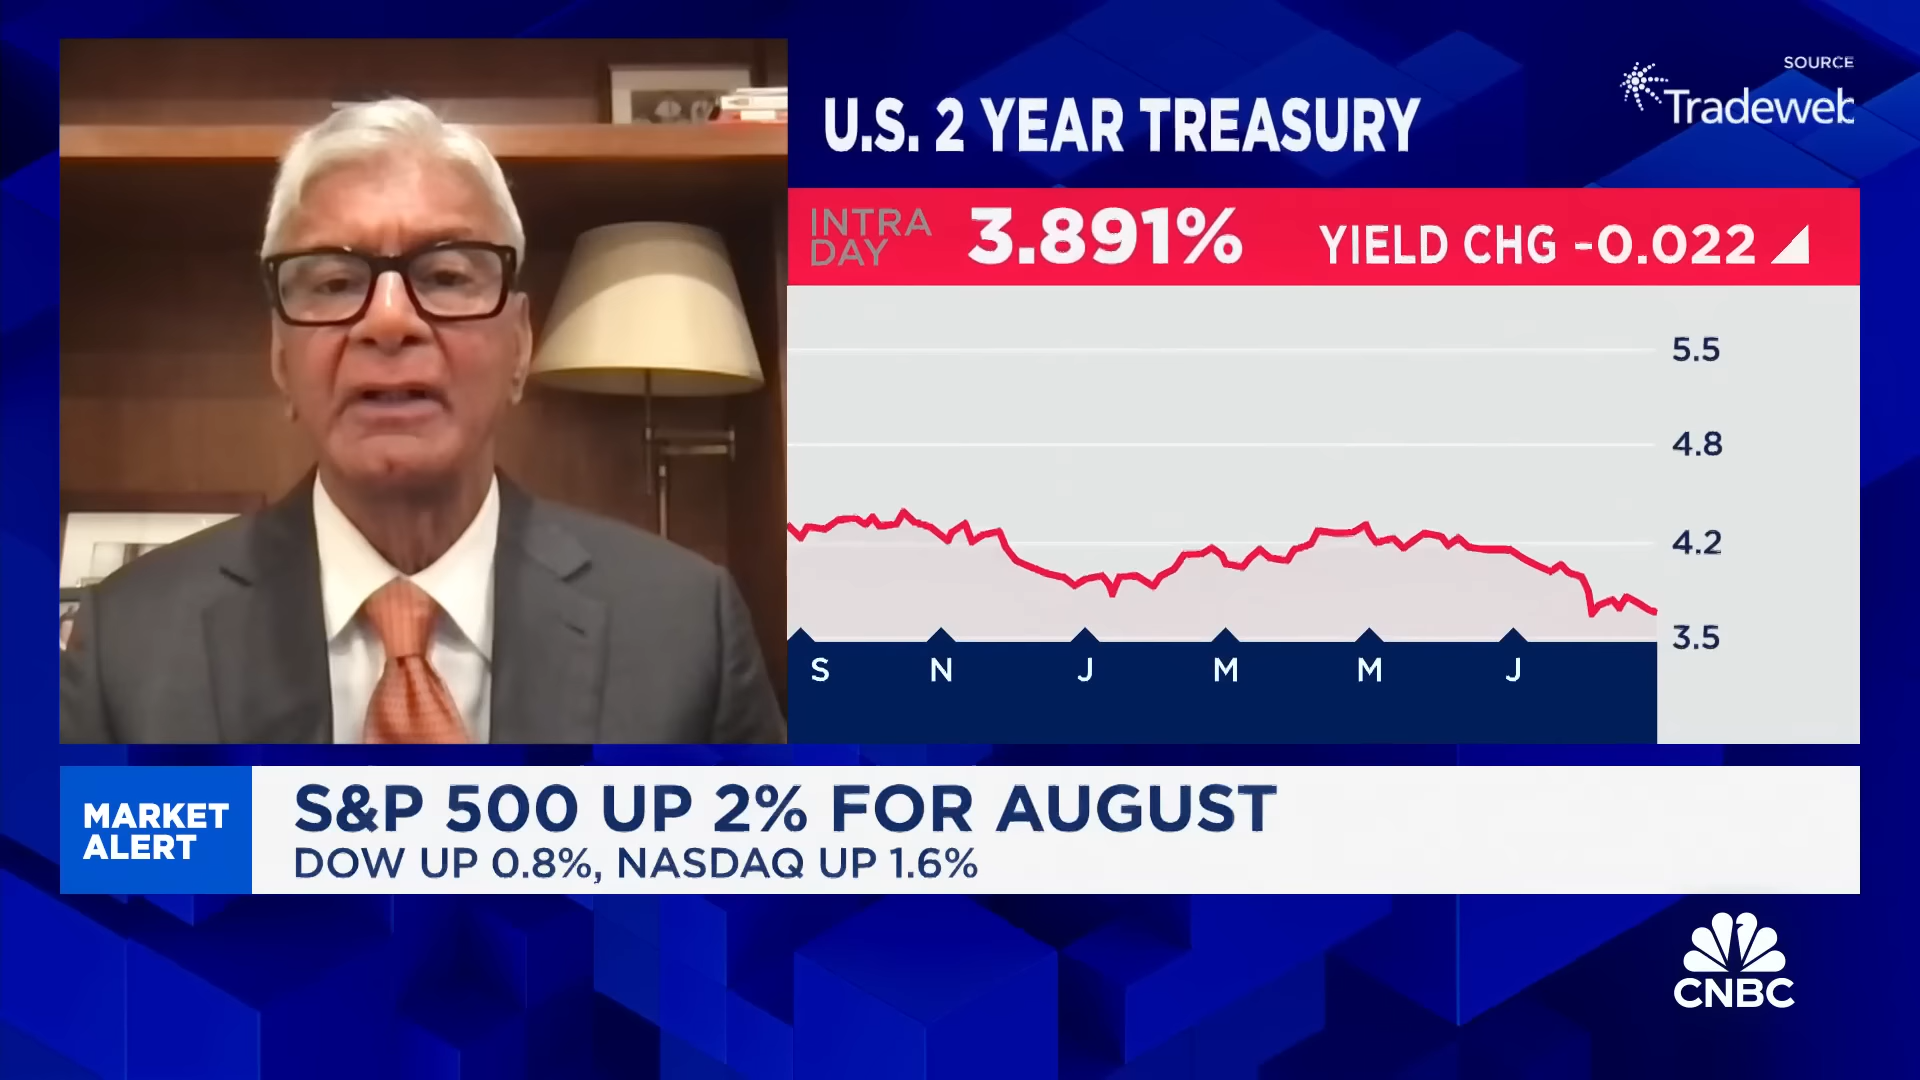 SOURCE
Tradeweb
U.S. 2 YEAR TREASURY
INTRA
DAY
3.891%
YIELD CHG -0.022
5.5
4.8
4.2
3.5
S N J M M J
MARKET
ALERT
S&P 500 UP 2% FOR AUGUST
DOW UP 0.8%, NASDAQ UP 1.6%
CNBC